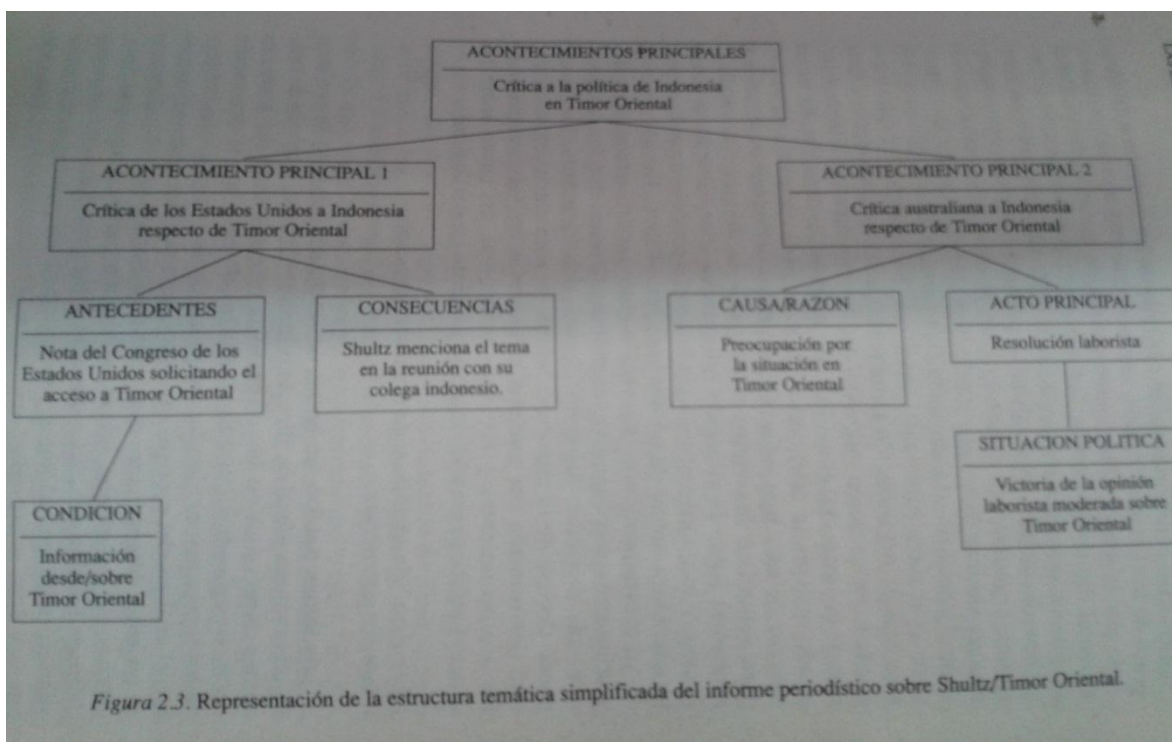 ACONTECIMIENTOS PRINCIPALES
Crítica a la política de Indonesia
en Timor Oriental
ACONTECIMIENTO PRINCIPAL 1
Crítica de los Estados Unidos a Indonesia
respecto de Timor Oriental
ACONTECIMIENTO PRINCIPAL 2
Crítica australiana a Indonesia
respecto de Timor Oriental
ANTECEDENTES
Nota del Congreso de los
Estados Unidos solicitando el
acceso a Timor Oriental
CONSECUENCIAS
Shultz menciona el tema
en la reunión con su
colega indonesio.
CAUSA/RAZON
Preocupación por
la situación en
Timor Oriental
ACTO PRINCIPAL
Resolución laborista
SITUACION POLITICA
Victoria de la opinión
laborista moderada sobre
Timor Oriental
CONDICION
Información
desde/sobre
Timor Oriental
Figura 2.3. Representación de la estructura temática simplificada del informe periodístico sobre Shultz/Timor Oriental.